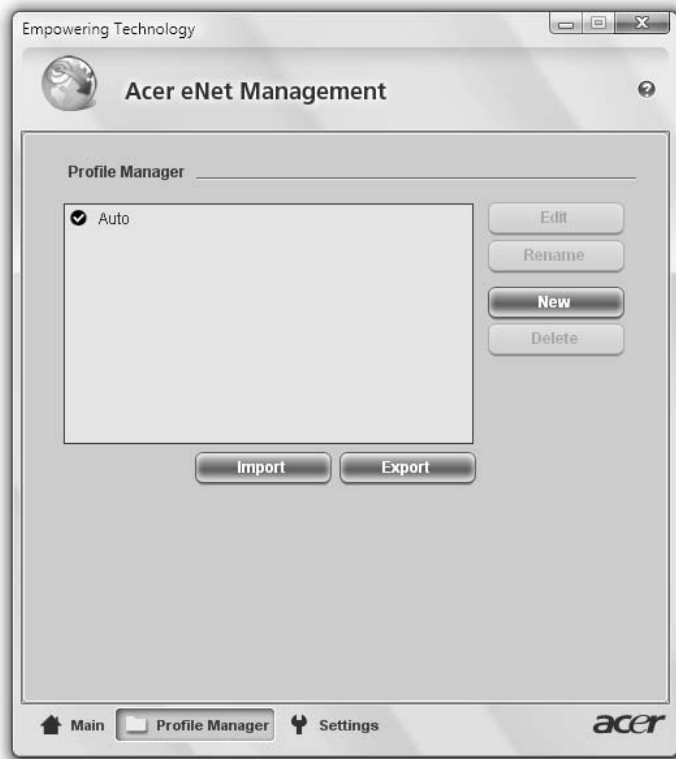 Empowering Technology
Acer eNet Management
Profile Manager
Auto
Edit
Rename
New
Delete
Import
Export
Main
Profile Manager
Settings
acer